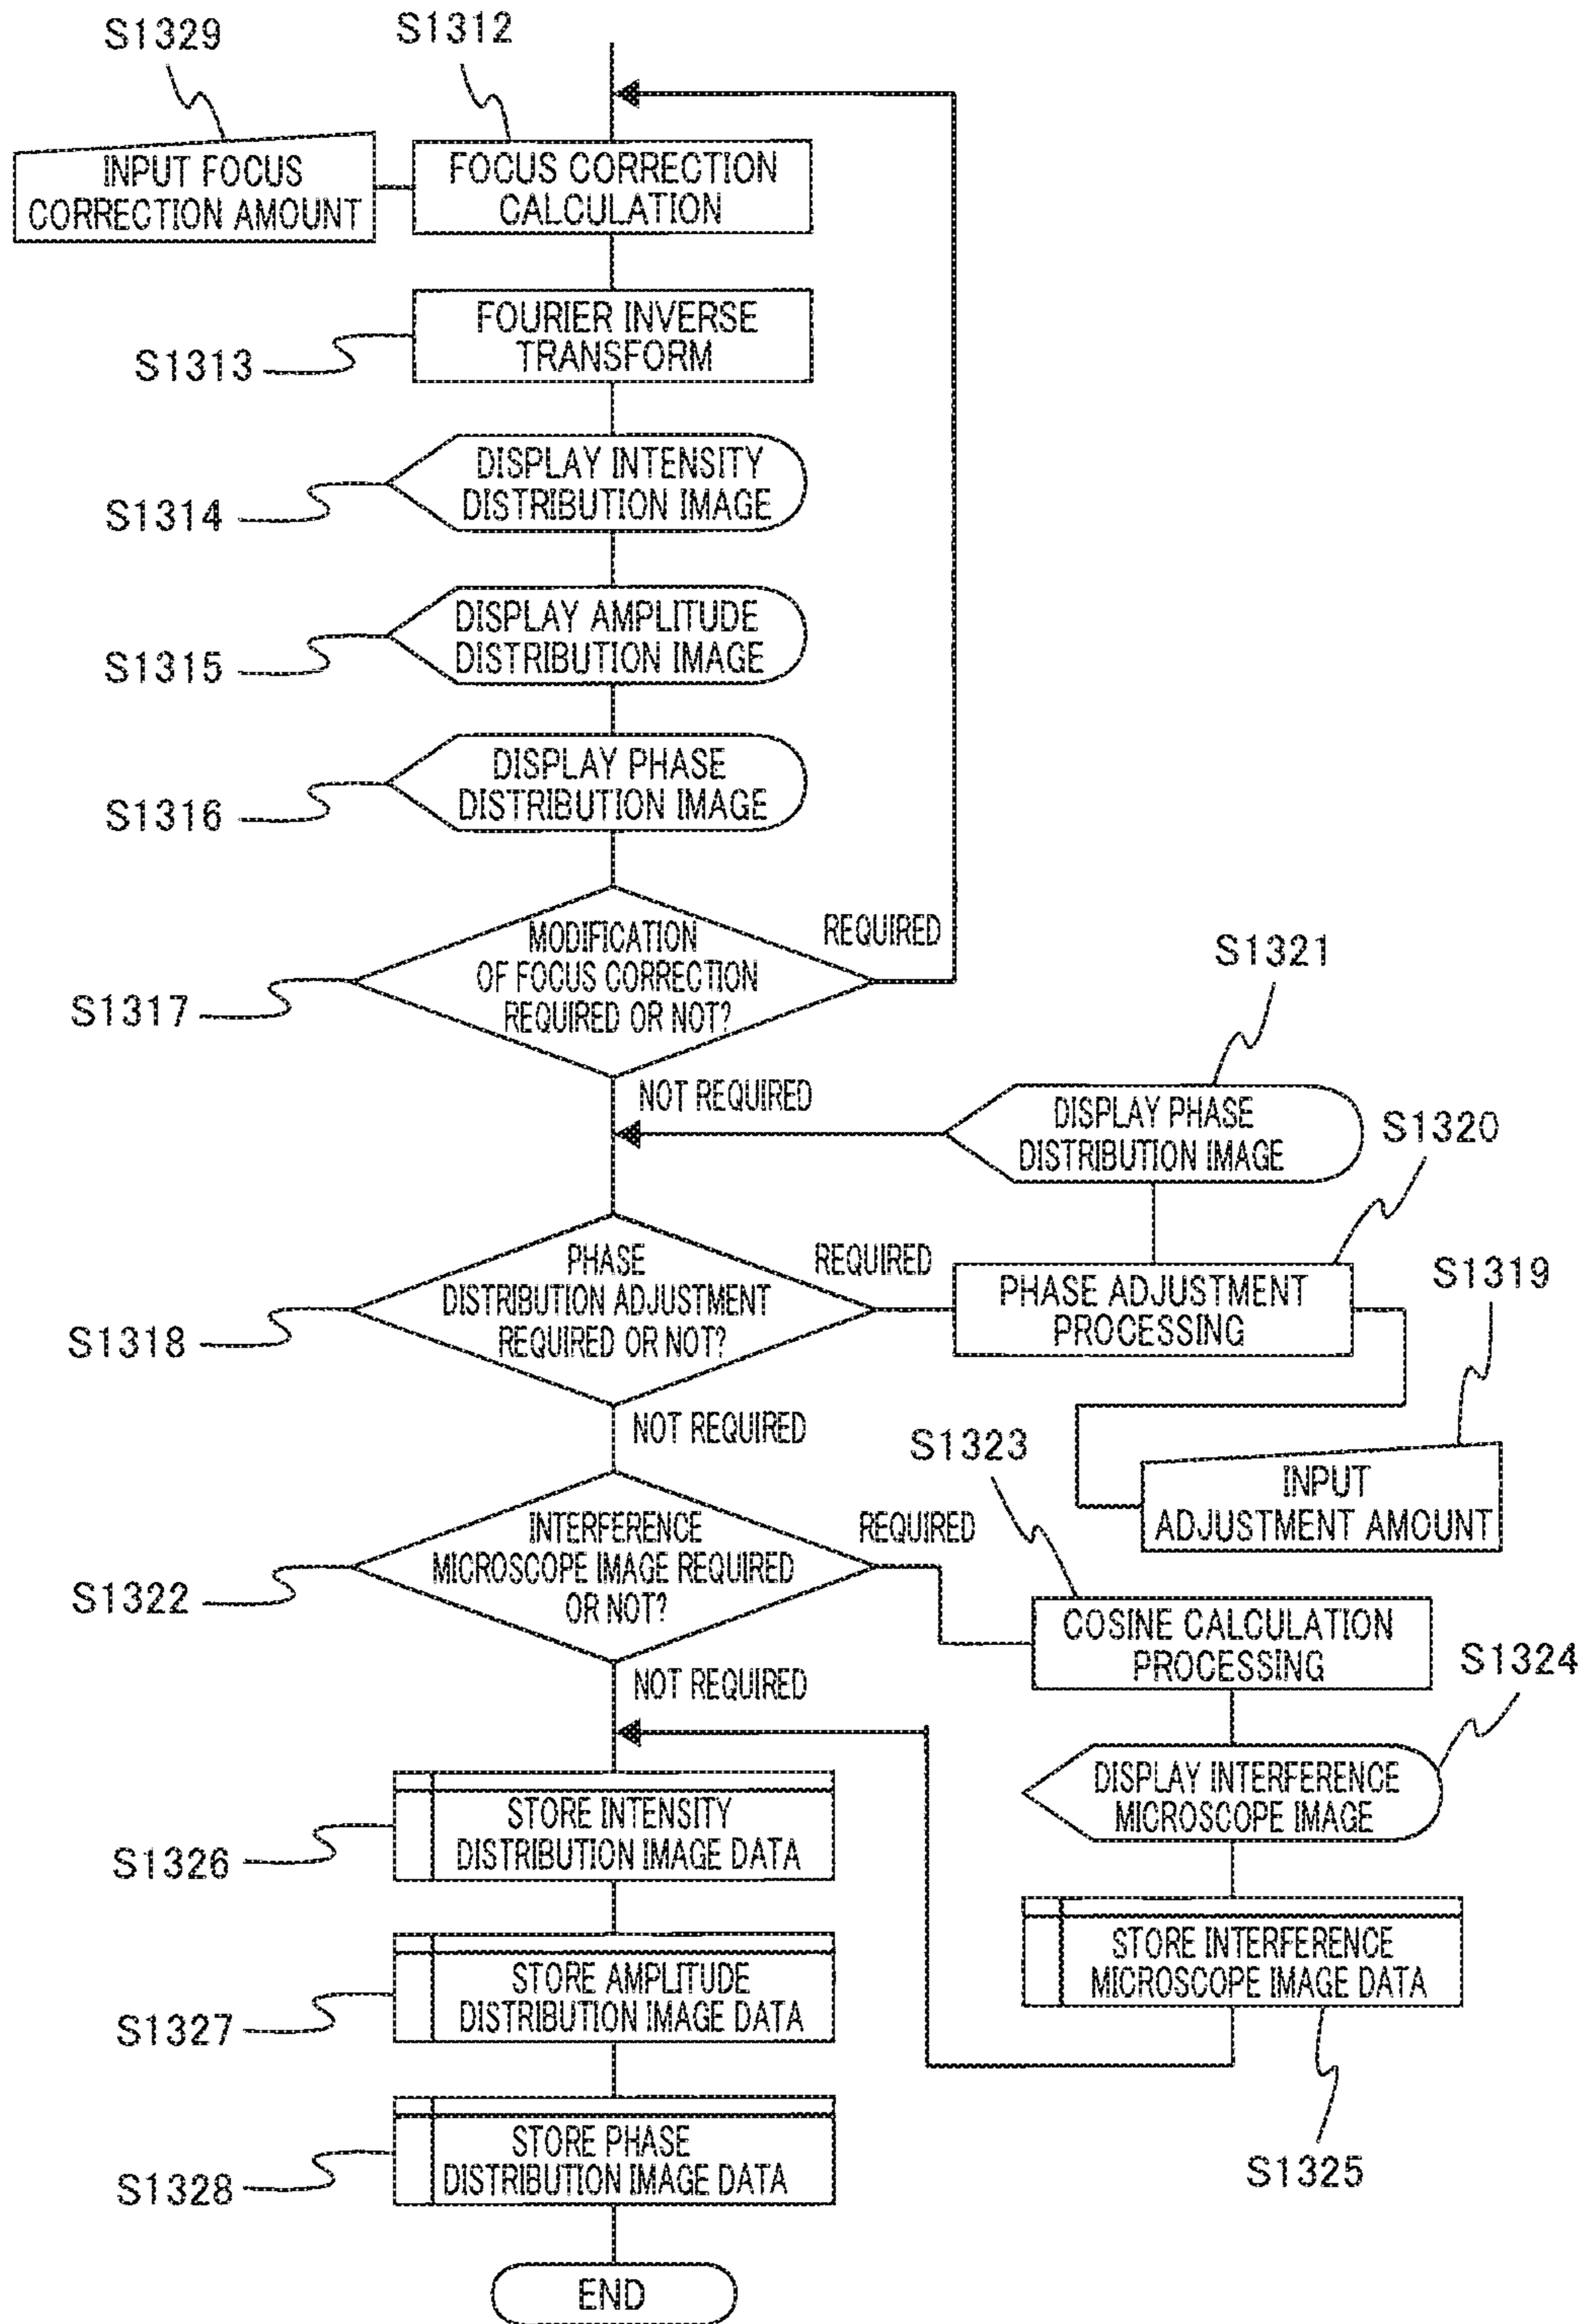 S1329
S1312
INPUT FOCUS
CORRECTION AMOUNT
FOCUS CORRECTION
CALCULATION
FOURIER INVERSE
TRANSFORM
S1313
DISPLAY INTENSITY
DISTRIBUTION IMAGE
S1314
DISPLAY AMPLITUDE
DISTRIBUTION IMAGE
S1315
DISPLAY PHASE
DISTRIBUTION IMAGE
S1316
MODIFICATION
OF FOCUS CORRECTION
REQUIRED OR NOT?
REQUIRED
S1317
S1321
NOT REQUIRED
DISPLAY PHASE
DISTRIBUTION IMAGE
S1320
PHASE
DISTRIBUTION ADJUSTMENT
REQUIRED OR NOT?
REQUIRED
PHASE ADJUSTMENT
PROCESSING
S1319
S1318
NOT REQUIRED
S1323
INPUT
ADJUSTMENT AMOUNT
INTERFERENCE
MICROSCOPE IMAGE REQUIRED
OR NOT?
REQUIRED
S1322
COSINE CALCULATION
PROCESSING
S1324
NOT REQUIRED
DISPLAY INTERFERENCE
MICROSCOPE IMAGE
STORE INTENSITY
DISTRIBUTION IMAGE DATA
S1326
STORE INTERFERENCE
MICROSCOPE IMAGE DATA
STORE AMPLITUDE
DISTRIBUTION IMAGE DATA
S1327
STORE PHASE
DISTRIBUTION IMAGE DATA
S1328
S1325
END